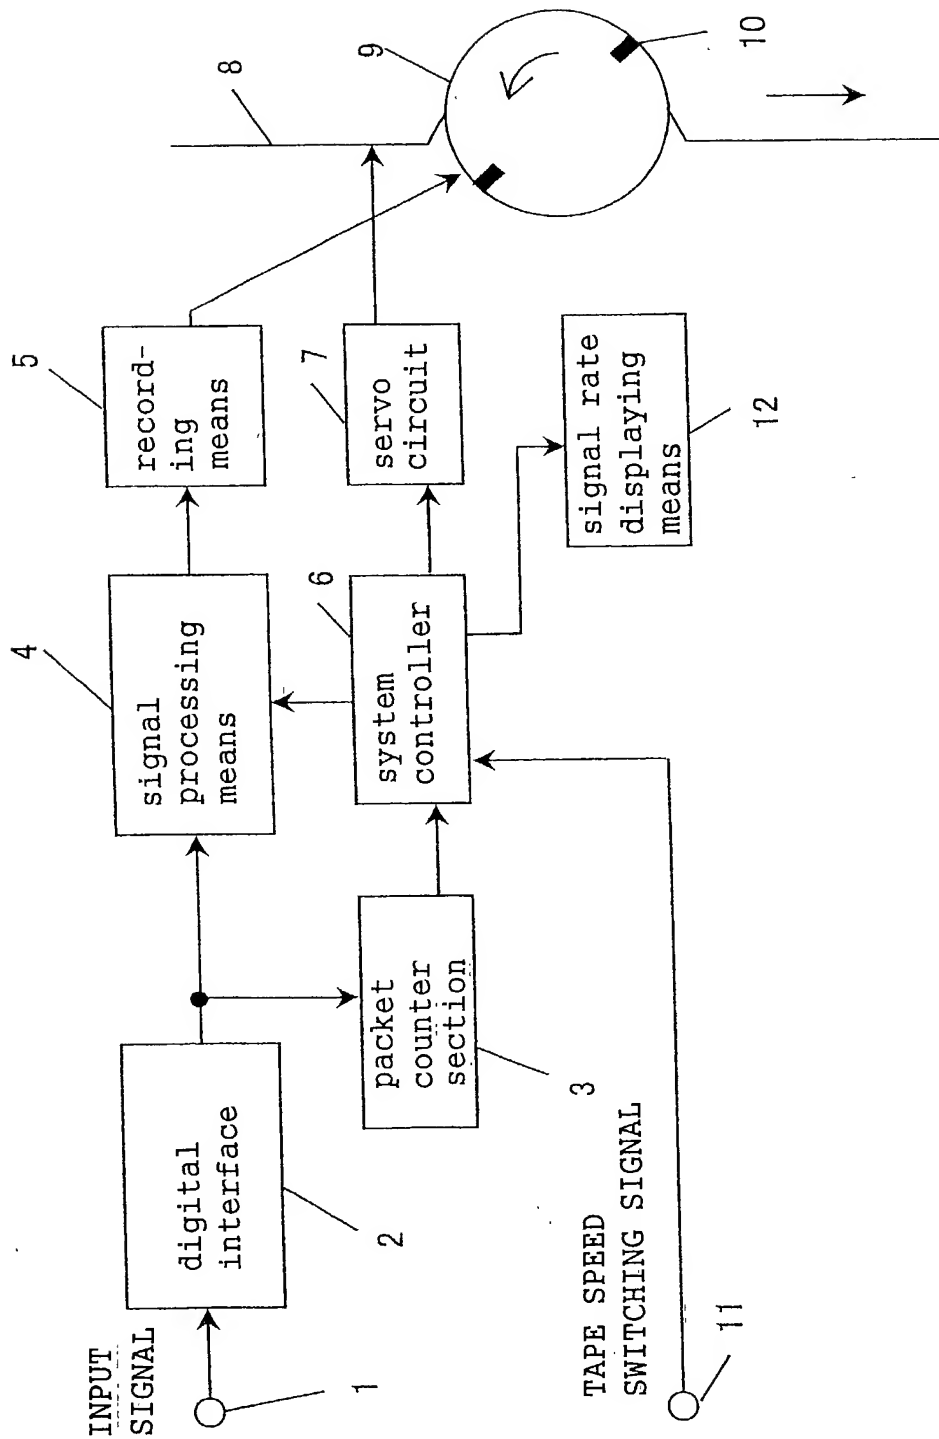 INPUT
SIGNAL
1
digital
interface
2
packet
counter
section
3
signal
processing
means
4
record-
ing
means
5
system
controller
6
servo
circuit
7
8
9
10
TAPE SPEED
SWITCHING SIGNAL
11
signal rate
displaying
means
12